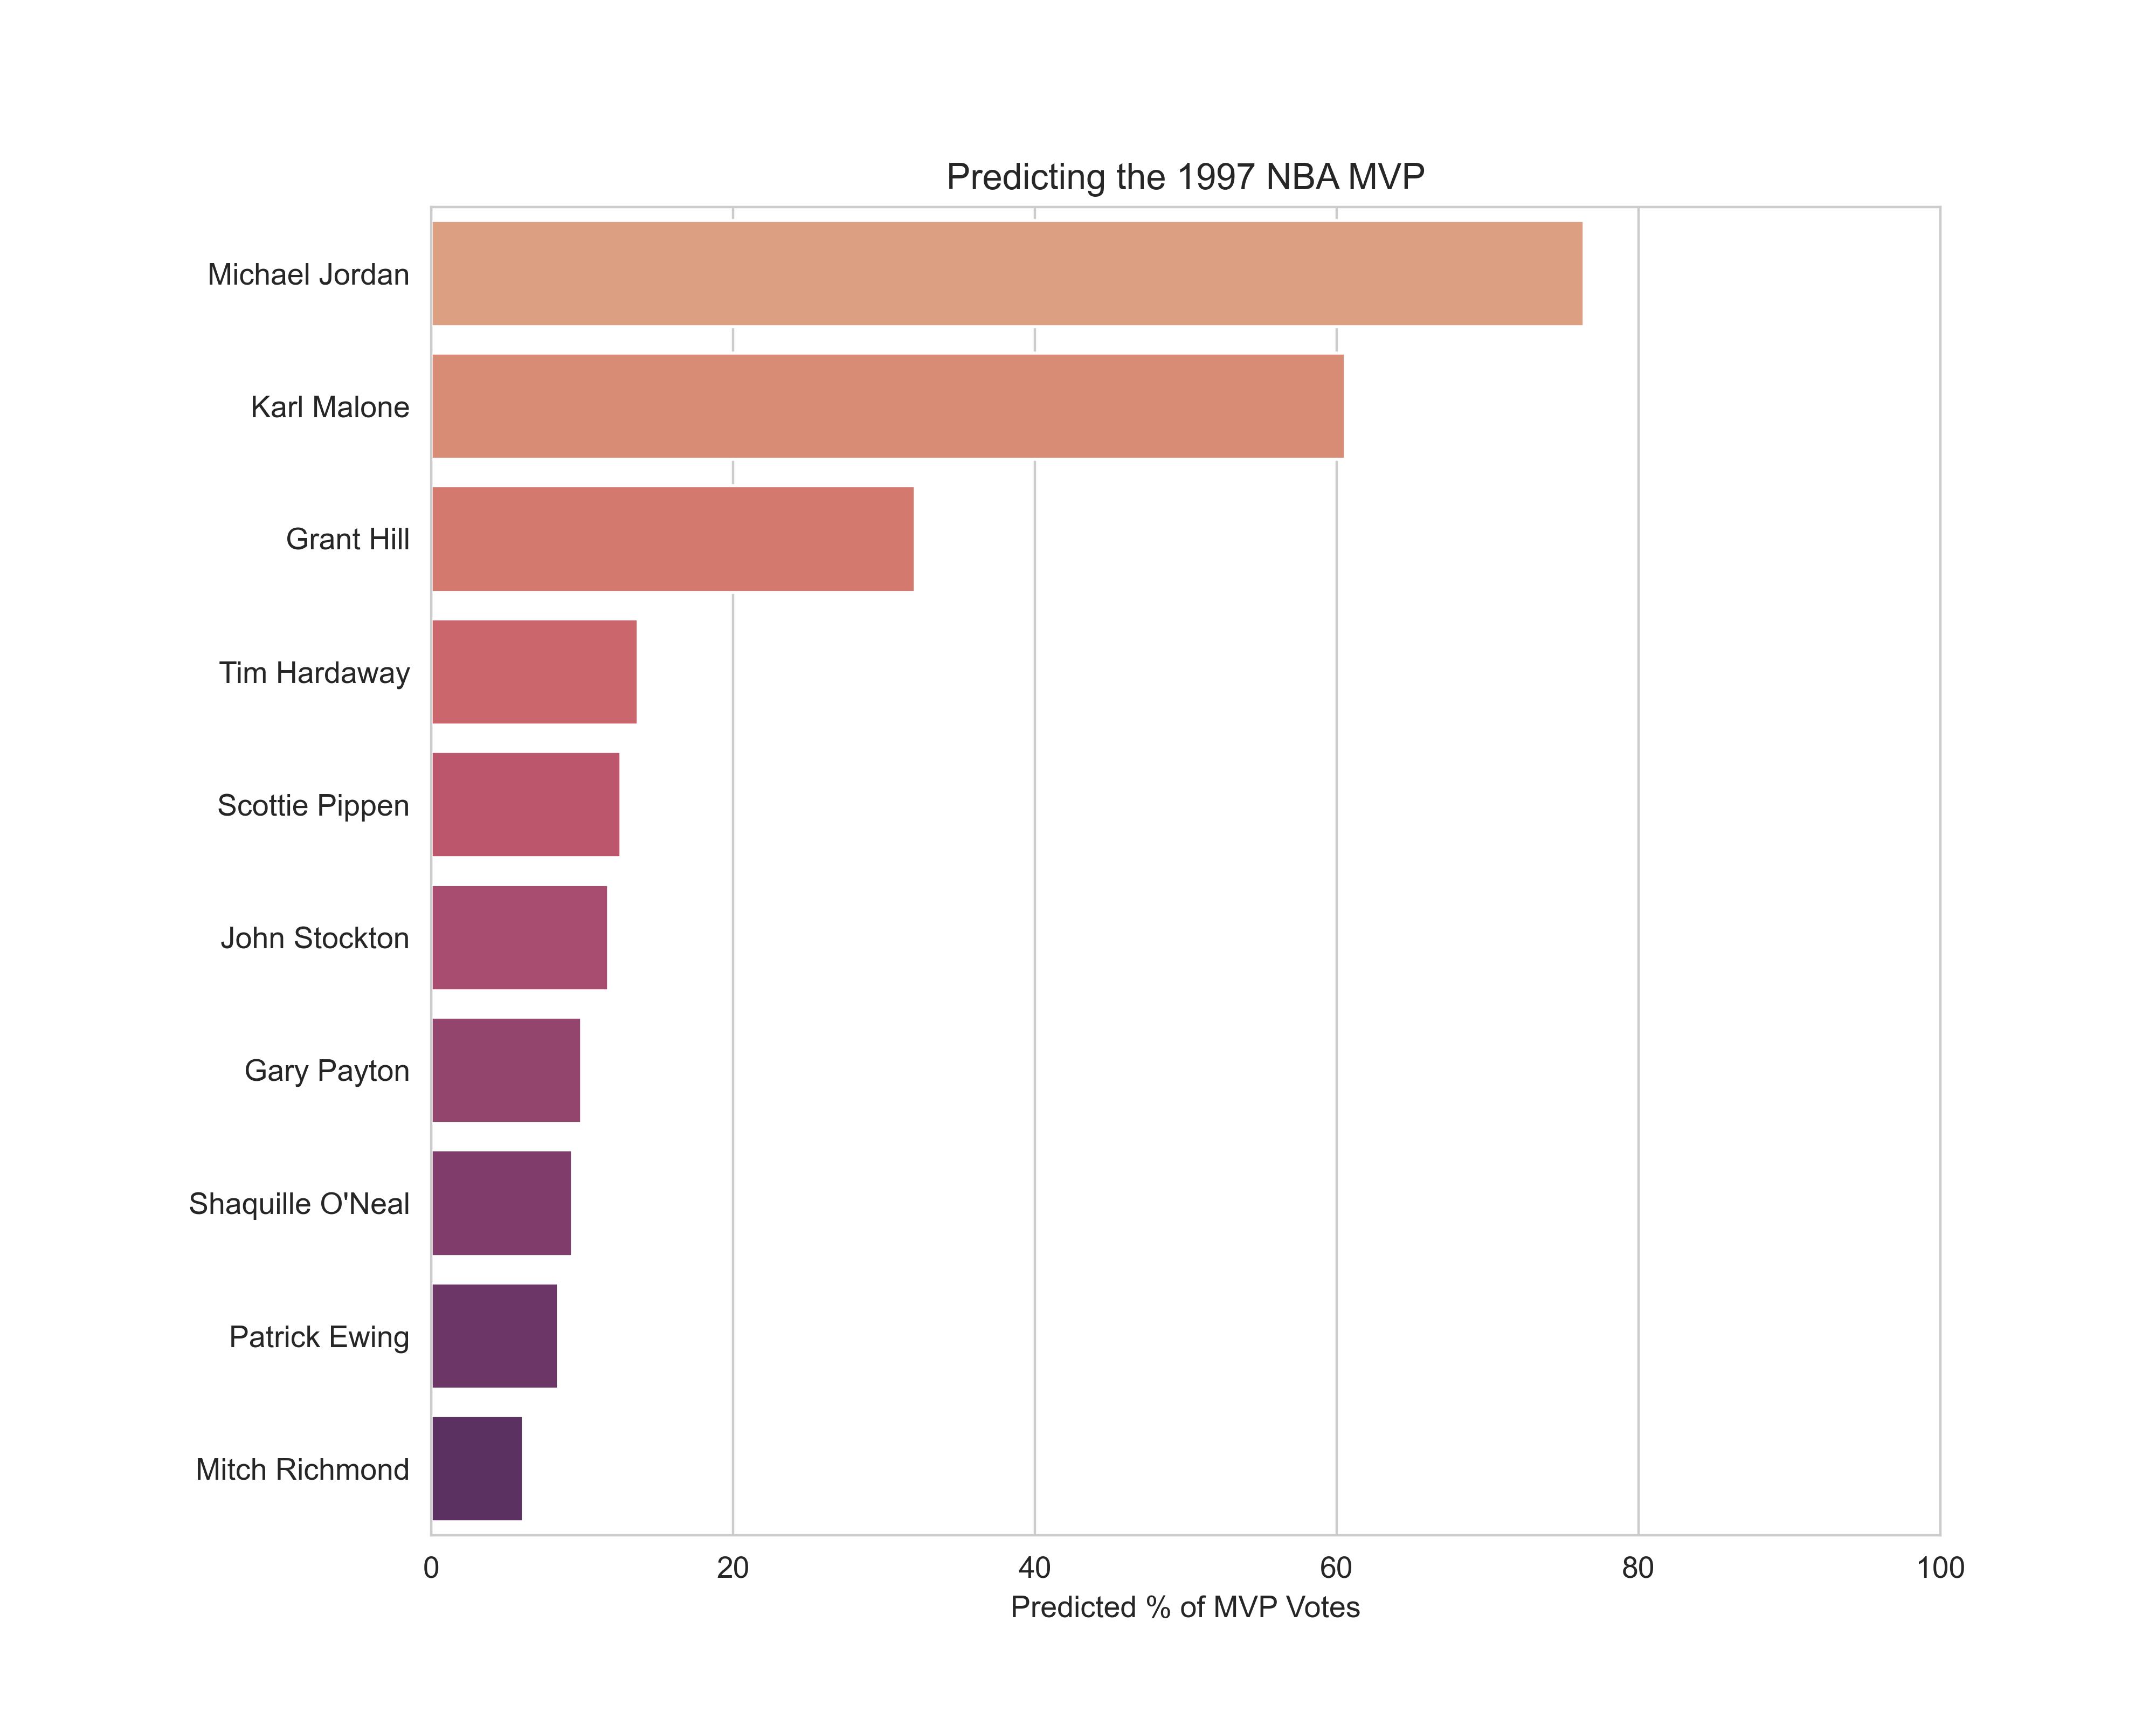 Predicting the 1997 NBA MVP
Michael Jordan
Karl Malone
Grant Hill
Tim Hardaway
Scottie Pippen
John Stockton
Gary Payton
Shaquille O'Neal
Patrick Ewing
Mitch Richmond
0 20 40 60 80 100
Predicted % of MVP Votes